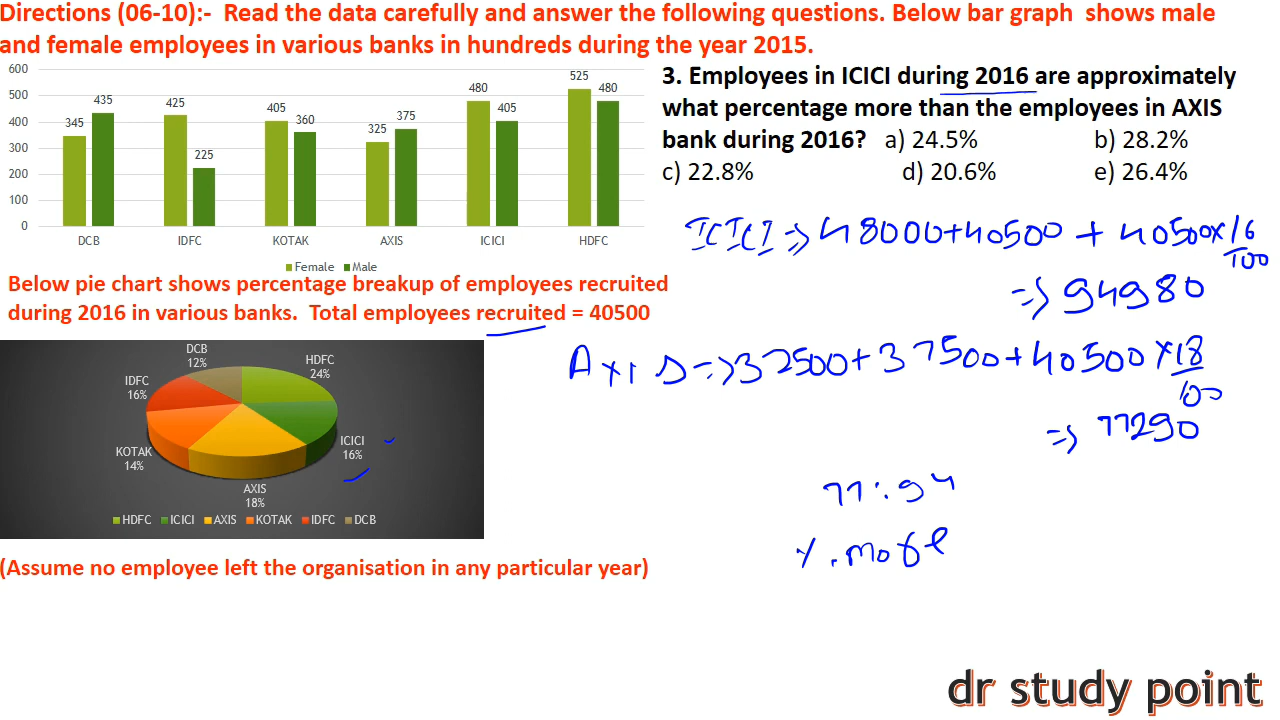 Directions (06-10):- Read the data carefully and answer the following questions. Below bar graph shows male
and female employees in various banks in hundreds during the year 2015.
600
500
400
300
200
100
0
345
435
425
225
405
360
325
375
480
405
525
480
DCB
IDFC
KOTAK
AXIS
ICICI
HDFC
Female Male
3. Employees in ICICI during 2016 are approximately
what percentage more than the employees in AXIS
bank during 2016? a) 24.5% b) 28.2%
c) 22.8% d) 20.6% e) 26.4%
ICICI => 48000+40500 + 40500×16/100
=> 94980
Below pie chart shows percentage breakup of employees recruited
during 2016 in various banks. Total employees recruited = 40500
Axis => 32500+37500+40500×18/100
=> 77290
DCB
12%
HDFC
24%
IDFC
16%
ICICI
16%
KOTAK
14%
AXIS
18%
HDFC ICICI AXIS KOTAK IDFC DCB
77:94
%.more
(Assume no employee left the organisation in any particular year)
dr study point